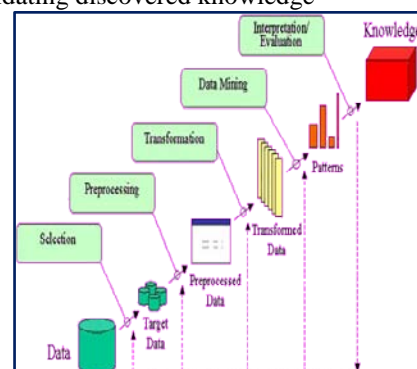 dating discovered knowledge
Interpretation/
Evaluation
Knowledge
Data Mining
Transformation
Patterns
Preprocessing
Transformed
Data
Selection
Preprocessed
Data
Target
Data
Data